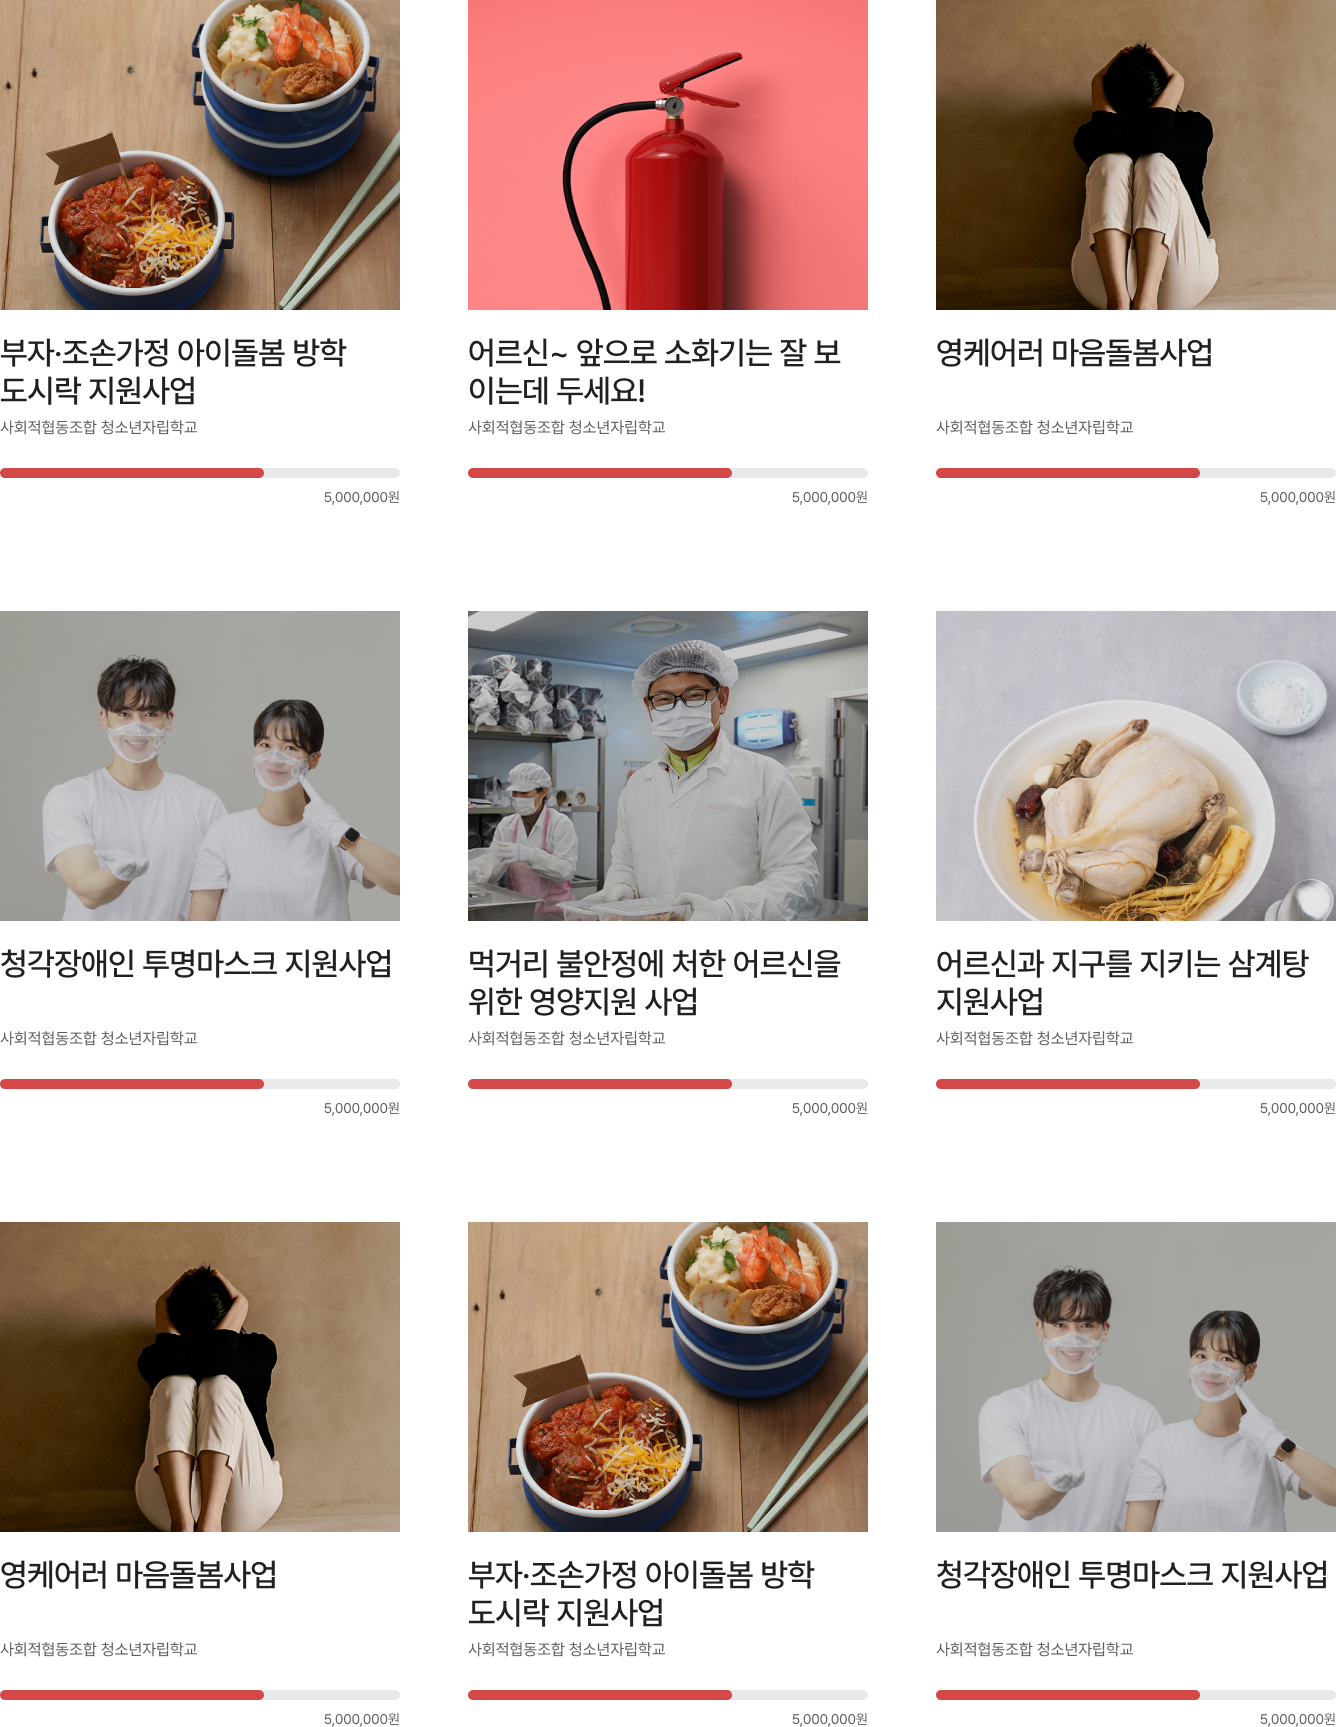 부자·조손가정 아이돌봄 방학
도시락 지원사업
사회적협동조합 청소년자립학교
5,000,000원
어르신~ 앞으로 소화기는 잘 보
이는데 두세요!
사회적협동조합 청소년자립학교
5,000,000원
영케어러 마음돌봄사업
사회적협동조합 청소년자립학교
5,000,000원
청각장애인 투명마스크 지원사업
사회적협동조합 청소년자립학교
5,000,000원
먹거리 불안정에 처한 어르신을
위한 영양지원 사업
사회적협동조합 청소년자립학교
5,000,000원
어르신과 지구를 지키는 삼계탕
지원사업
사회적협동조합 청소년자립학교
5,000,000원
영케어러 마음돌봄사업
사회적협동조합 청소년자립학교
5,000,000원
부자·조손가정 아이돌봄 방학
도시락 지원사업
사회적협동조합 청소년자립학교
5,000,000원
청각장애인 투명마스크 지원사업
사회적협동조합 청소년자립학교
5,000,000원